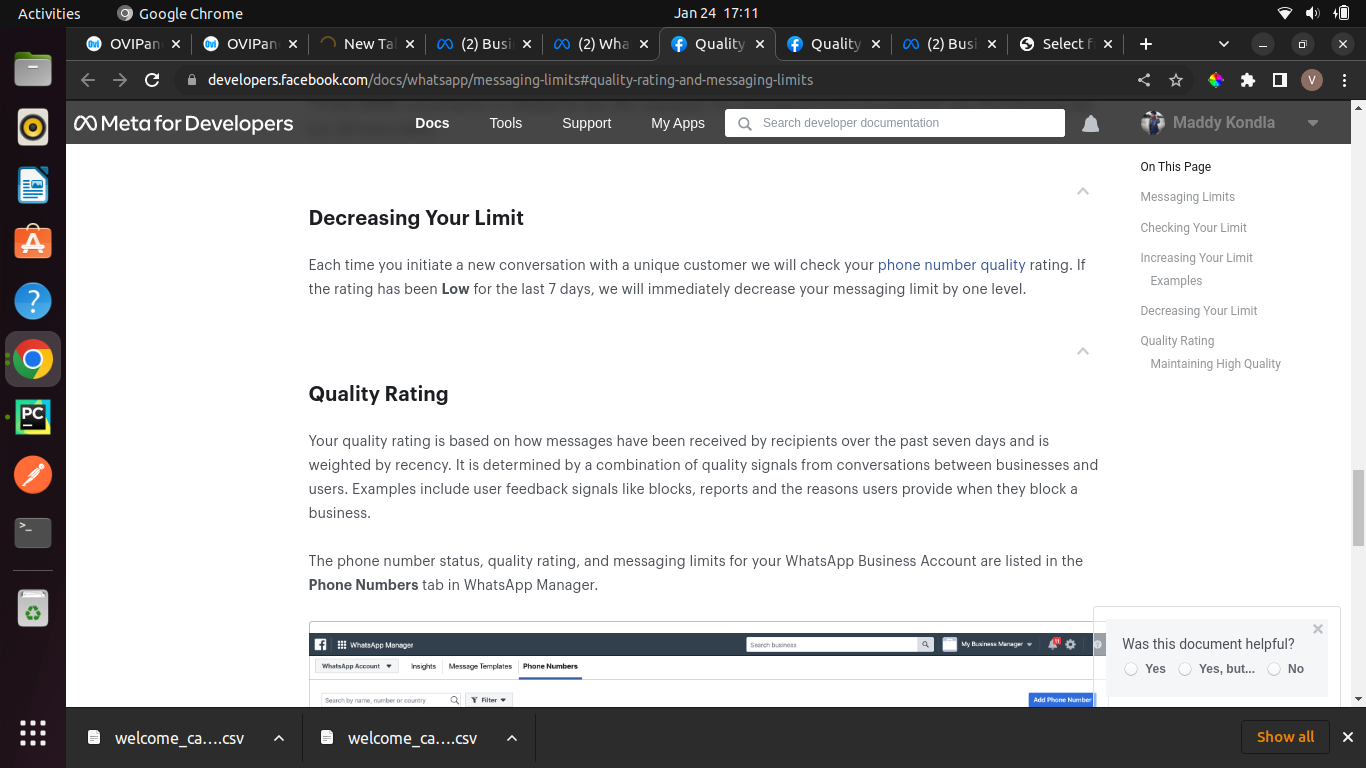 Activities
Google Chrome
Jan 24 17:11
OVIPan
OVIPan
New Ta
(2) Busi
(2) Wha
Quality
Quality
(2) Busi
Select f
developers.facebook.com/docs/whatsapp/messaging-limits#quality-rating-and-messaging-limits
V
Meta for Developers
Docs
Tools
Support
My Apps
Search developer documentation
Maddy Kondla
On This Page
Messaging Limits
Checking Your Limit
Increasing Your Limit
Examples
Decreasing Your Limit
Quality Rating
Maintaining High Quality
Decreasing Your Limit
Each time you initiate a new conversation with a unique customer we will check your phone number quality rating. If
the rating has been Low for the last 7 days, we will immediately decrease your messaging limit by one level.
Quality Rating
Your quality rating is based on how messages have been received by recipients over the past seven days and is
weighted by recency. It is determined by a combination of quality signals from conversations between businesses and
users. Examples include user feedback signals like blocks, reports and the reasons users provide when they block a
business.
The phone number status, quality rating, and messaging limits for your WhatsApp Business Account are listed in the
Phone Numbers tab in WhatsApp Manager.
WhatsApp Manager
Search business
My Business Manager
WhatsApp Account
Insights
Message Templates
Phone Numbers
Search by name, number or country
Filter
Add Phone Number
Was this document helpful?
Yes
Yes, but...
No
PC
welcome_ca....csv
welcome_ca....csv
Show all